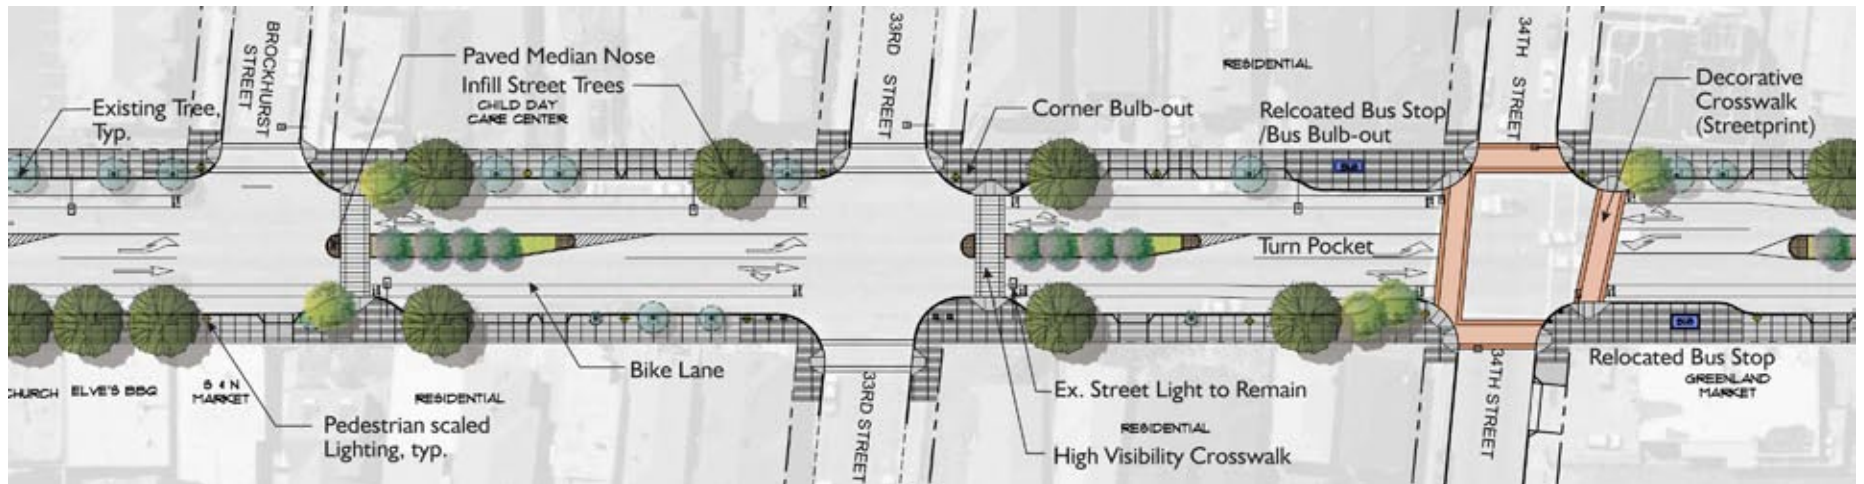 BROCKHURST
STREET
Existing Tree,
Typ.
Paved Median Nose
Infill Street Trees
CHILD DAY
CARE CENTER
33RD STREET
Corner Bulb-out
RESIDENTIAL
Relcoated Bus Stop
/Bus Bulb-out
BUS
34TH STREET
Decorative
Crosswalk
(Streetprint)
Turn Pocket
CHURCH
ELVE'S BBQ
S & N
MARKET
Pedestrian scaled
Lighting, typ.
RESIDENTIAL
Bike Lane
33RD STREET
Ex. Street Light to Remain
RESIDENTIAL
High Visibility Crosswalk
34TH STREET
BUS
Relocated Bus Stop
GREENLAND
MARKET